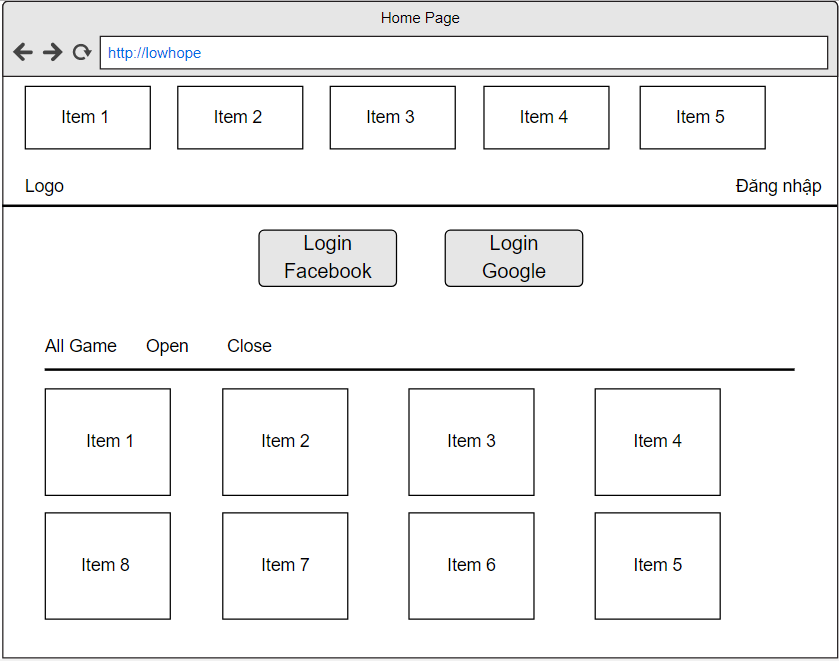 Home Page
http://lowhope
Item 1
Item 2
Item 3
Item 4
Item 5
Logo
Đăng nhập
Login
Facebook
Login
Google
All Game
Open
Close
Item 1
Item 2
Item 3
Item 4
Item 8
Item 7
Item 6
Item 5